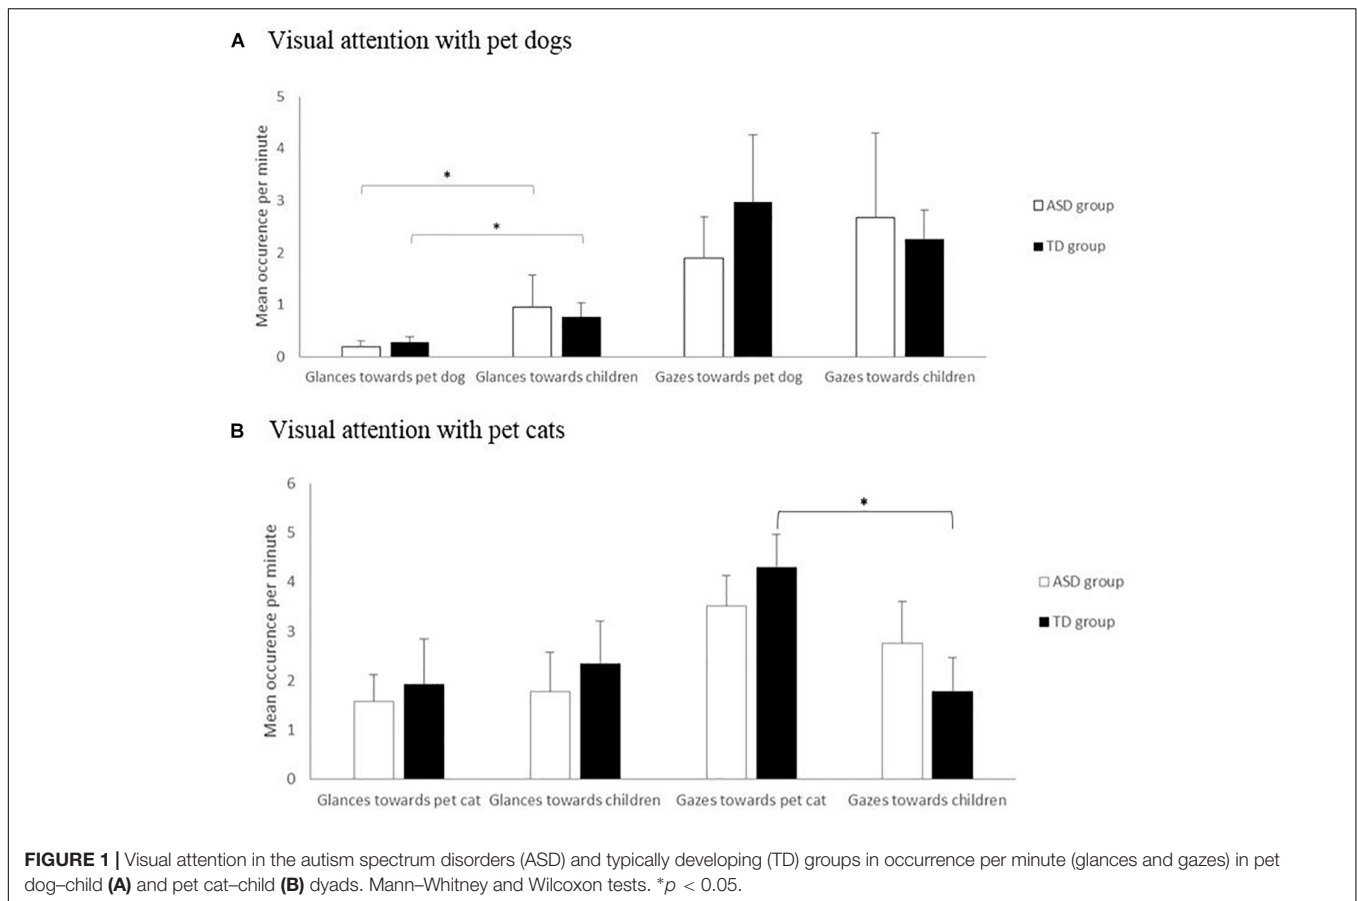 A Visual attention with pet dogs
5
4
3
2
1
0
Mean occurence per minute
*
*
ASD group
TD group
Glances towards pet dog Glances towards children Gazes towards pet dog Gazes towards children
B Visual attention with pet cats
6
5
4
3
2
1
0
Mean occurence per minute
*
ASD group
TD group
Glances towards pet cat Glances towards children Gazes towards pet cat Gazes towards children
FIGURE 1 | Visual attention in the autism spectrum disorders (ASD) and typically developing (TD) groups in occurrence per minute (glances and gazes) in pet
dog–child (A) and pet cat–child (B) dyads. Mann–Whitney and Wilcoxon tests. *p < 0.05.